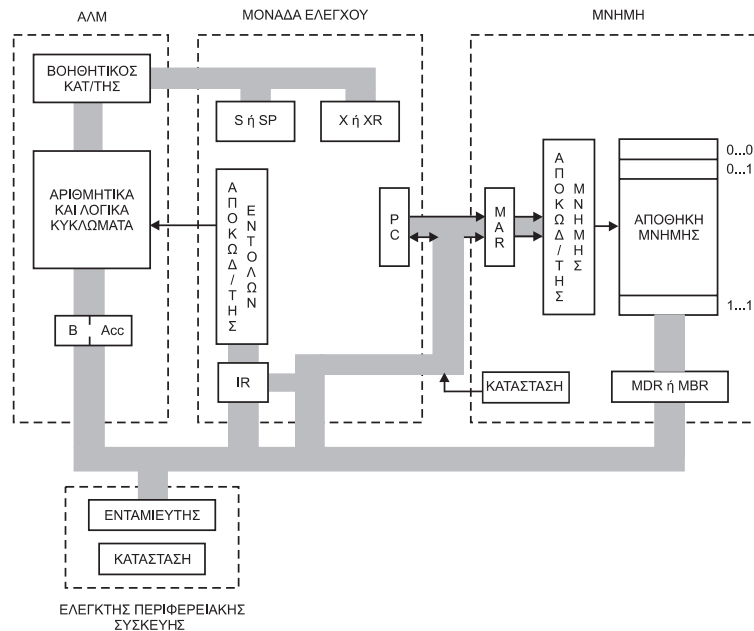 ΑΛΜ
ΜΟΝΑΔΑ ΕΛΕΓΧΟΥ
ΜΝΗΜΗ
ΒΟΗΘΗΤΙΚΟΣ
ΚΑΤ/ΤΗΣ
S ή SP
X ή XR
ΑΡΙΘΜΗΤΙΚΑ
ΚΑΙ ΛΟΓΙΚΑ
ΚΥΚΛΩΜΑΤΑ
ΑΠΟΚΩΔ/ΤΗΣ
ΕΝΤΟΛΩΝ
PC
MAR
ΑΠΟΚΩΔ/ΤΗΣ
ΜΝΗΜΗΣ
ΑΠΟΘΗΚΗ
ΜΝΗΜΗΣ
0...0
0...1
1...1
B Acc
IR
ΚΑΤΑΣΤΑΣΗ
MDR ή MBR
ΕΝΤΑΜΙΕΥΤΗΣ
ΚΑΤΑΣΤΑΣΗ
ΕΛΕΓΚΤΗΣ ΠΕΡΙΦΕΡΕΙΑΚΗΣ
ΣΥΣΚΕΥΗΣ